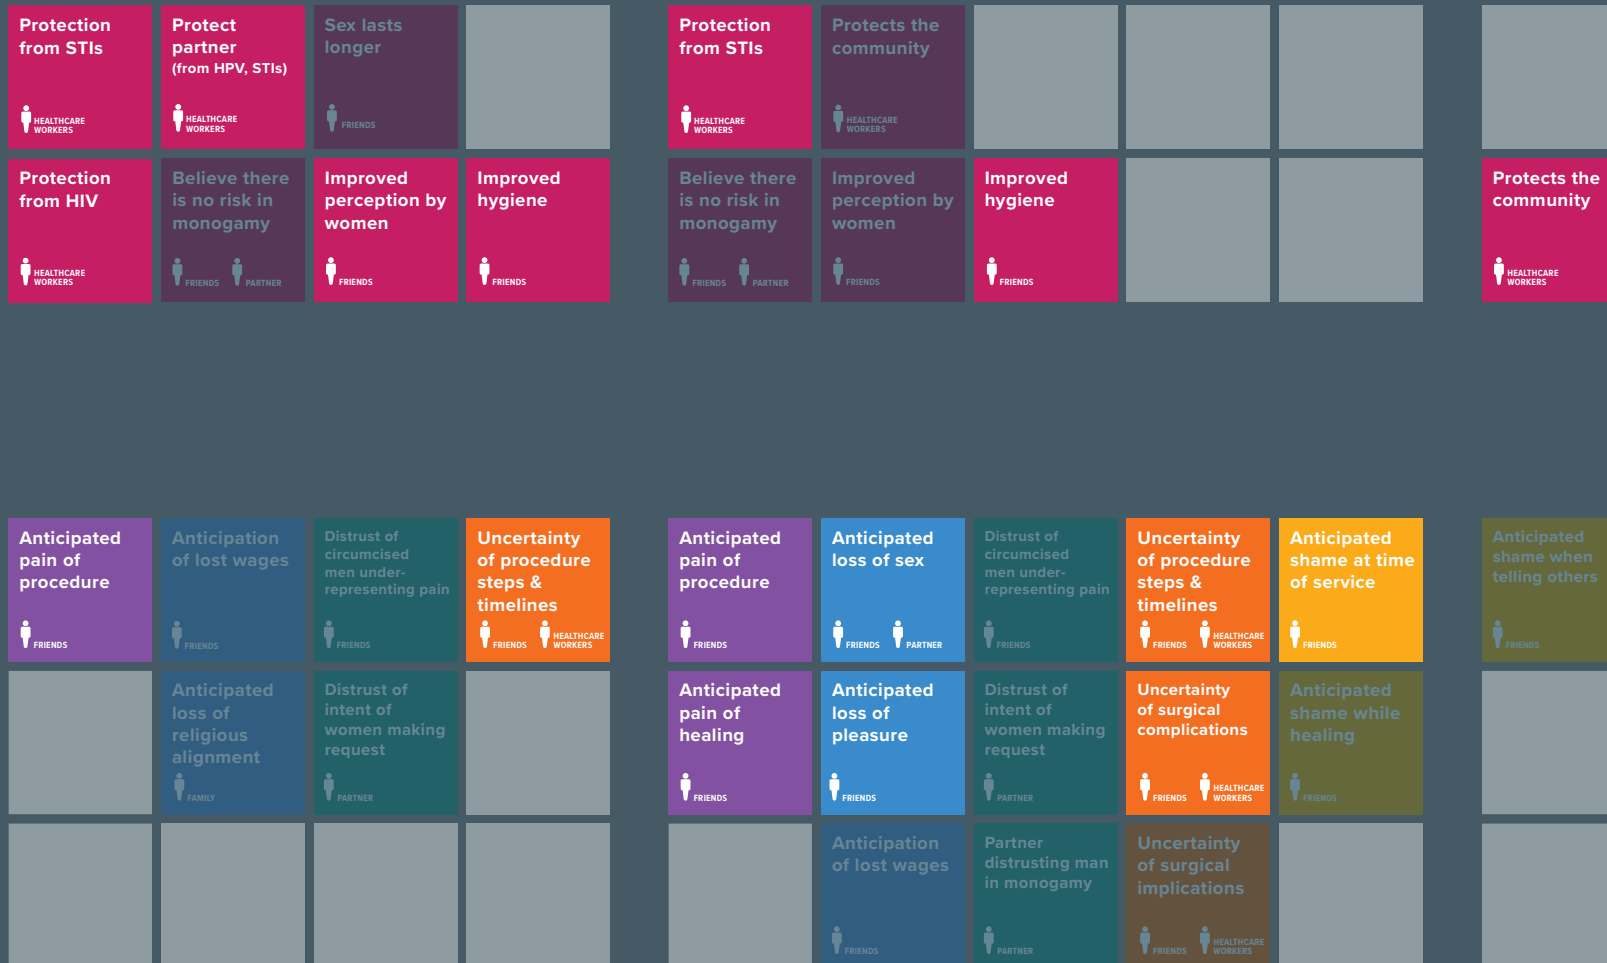 Protection
from STIs
HEALTHCARE
WORKERS
Protect
partner
(from HPV, STIs)
HEALTHCARE
WORKERS
Sex lasts
longer
FRIENDS
Protection
from STIs
HEALTHCARE
WORKERS
Protects the
community
HEALTHCARE
WORKERS
Protection
from HIV
HEALTHCARE
WORKERS
Believe there
is no risk in
monogamy
FRIENDS PARTNER
Improved
perception by
women
FRIENDS
Improved
hygiene
FRIENDS
Believe there
is no risk in
monogamy
FRIENDS PARTNER
Improved
perception by
women
FRIENDS
Improved
hygiene
FRIENDS
Protects the
community
HEALTHCARE
WORKERS
Anticipated
pain of
procedure
FRIENDS
Anticipation
of lost wages
FRIENDS
Distrust of
circumcised
men under-
representing pain
FRIENDS
Uncertainty
of procedure
steps &
timelines
FRIENDS HEALTHCARE
WORKERS
Anticipated
pain of
procedure
FRIENDS
Anticipated
loss of sex
FRIENDS PARTNER
Distrust of
circumcised
men under-
representing pain
FRIENDS
Uncertainty
of procedure
steps &
timelines
FRIENDS HEALTHCARE
WORKERS
Anticipated
shame at time
of service
FRIENDS
Anticipated
shame when
telling others
FRIENDS
Anticipated
loss of
religious
alignment
FAMILY
Distrust of
intent of
women making
request
PARTNER
Anticipated
pain of
healing
FRIENDS
Anticipated
loss of
pleasure
FRIENDS
Distrust of
intent of
women making
request
PARTNER
Uncertainty
of surgical
complications
FRIENDS HEALTHCARE
WORKERS
Anticipated
shame while
healing
FRIENDS
Anticipation
of lost wages
FRIENDS
Partner
distrusting man
in monogamy
PARTNER
Uncertainty
of surgical
implications
FRIENDS HEALTHCARE
WORKERS